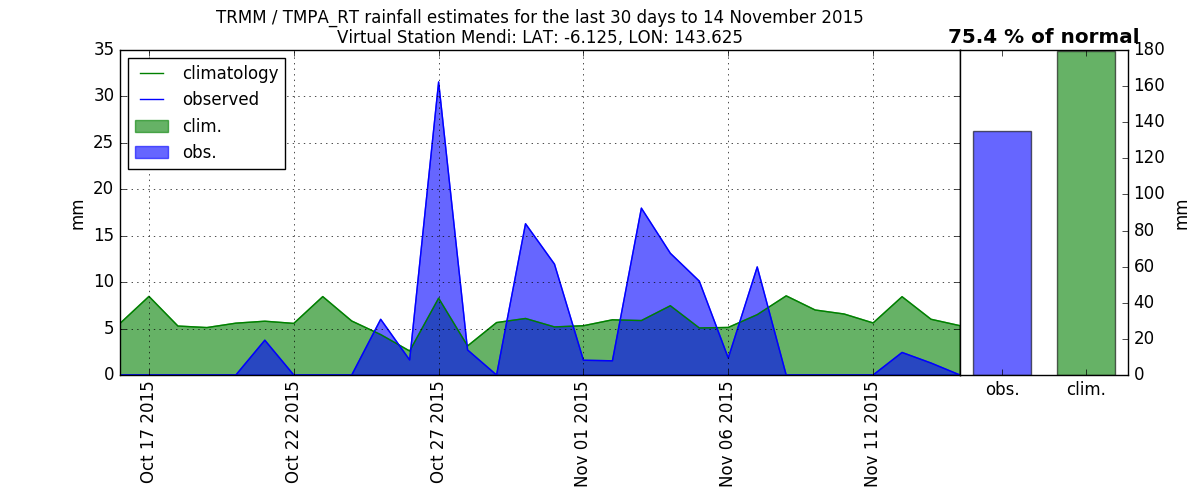 TRMM / TMPA_RT rainfall estimates for the last 30 days to 14 November 2015
Virtual Station Mendi: LAT: -6.125, LON: 143.625
75.4 % of normal
climatology
observed
clim.
obs.
35
30
25
20
15
10
5
0
mm
Oct 17 2015
Oct 22 2015
Oct 27 2015
Nov 01 2015
Nov 06 2015
Nov 11 2015
180
160
140
120
100
80
60
40
20
0
mm
obs.
clim.